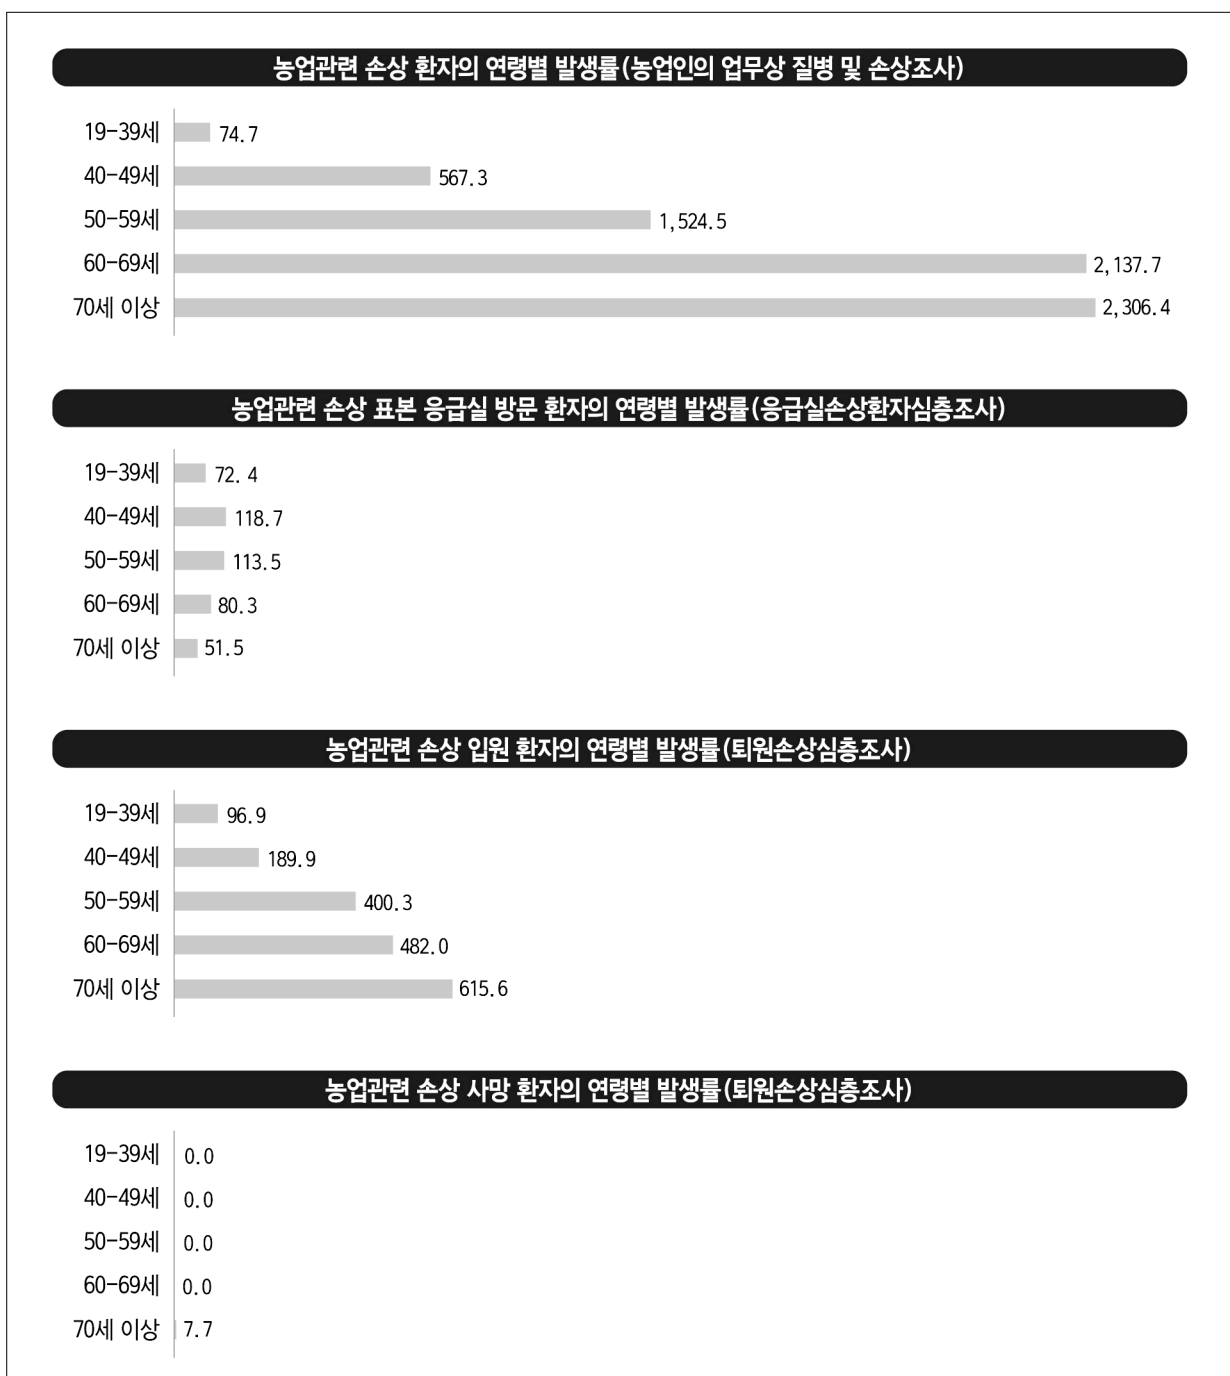 농업관련 손상 환자의 연령별 발생률(농업인의 업무상 질병 및 손상조사)
19-39세 74.7
40-49세 567.3
50-59세 1,524.5
60-69세 2,137.7
70세 이상 2,306.4
농업관련 손상 표본 응급실 방문 환자의 연령별 발생률(응급실손상환자심층조사)
19-39세 72.4
40-49세 118.7
50-59세 113.5
60-69세 80.3
70세 이상 51.5
농업관련 손상 입원 환자의 연령별 발생률(퇴원손상심층조사)
19-39세 96.9
40-49세 189.9
50-59세 400.3
60-69세 482.0
70세 이상 615.6
농업관련 손상 사망 환자의 연령별 발생률(퇴원손상심층조사)
19-39세 0.0
40-49세 0.0
50-59세 0.0
60-69세 0.0
70세 이상 7.7